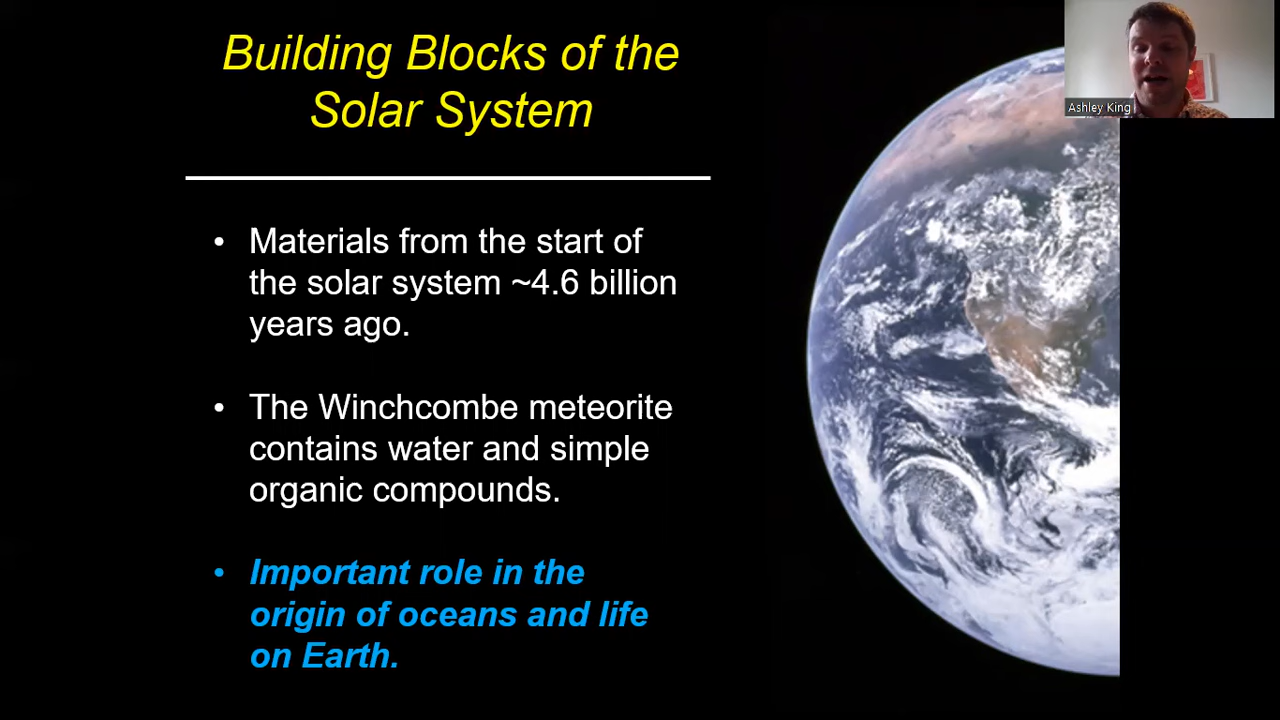 Building Blocks of the
Solar System
Ashley King
• Materials from the start of
the solar system ~4.6 billion
years ago.
• The Winchcombe meteorite
contains water and simple
organic compounds.
• Important role in the
origin of oceans and life
on Earth.